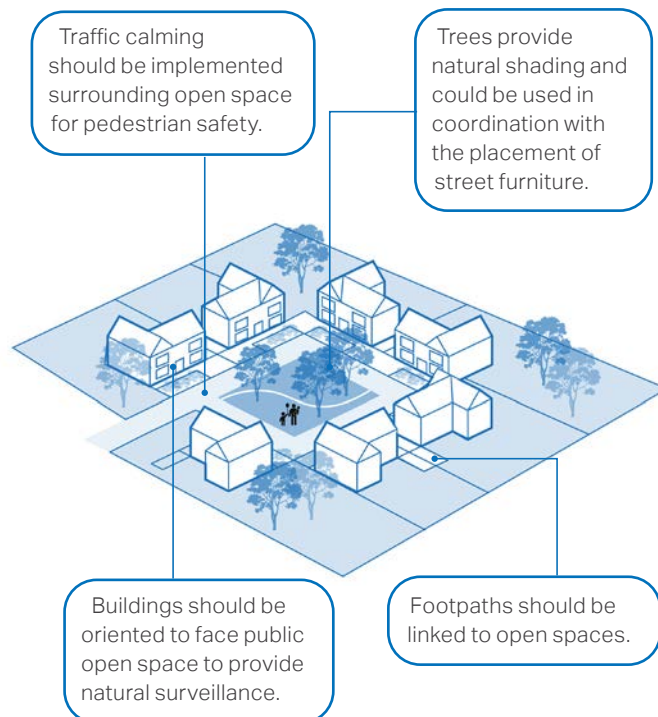 Traffic calming
should be implemented
surrounding open space
for pedestrian safety.
Trees provide
natural shading and
could be used in
coordination with
the placement of
street furniture.
Buildings should be
oriented to face public
open space to provide
natural surveillance.
Footpaths should be
linked to open spaces.